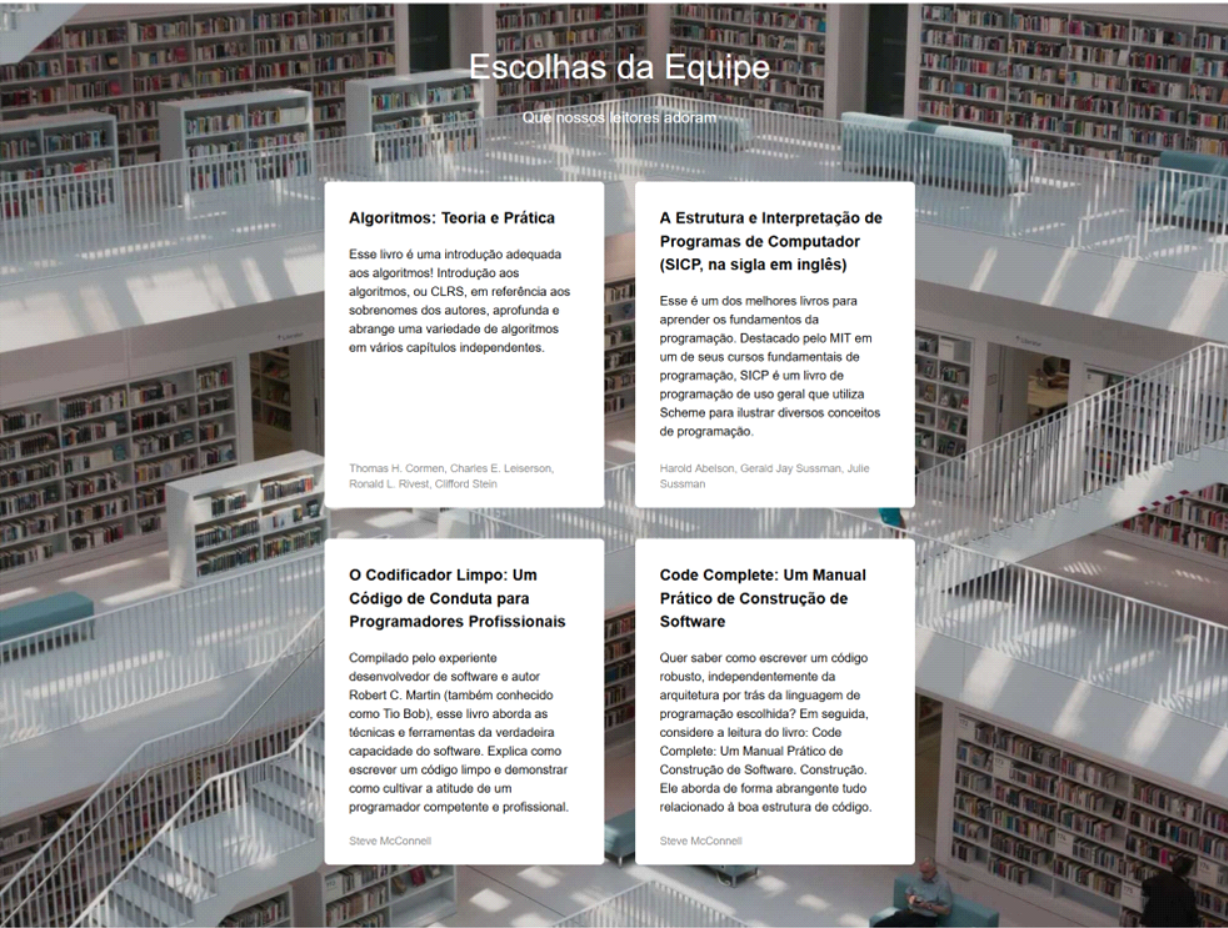 Escolhas da Equipe
Que nossos leitores adoram
Algoritmos: Teoria e Prática
Esse livro é uma introdução adequada
aos algoritmos! Introdução aos
algoritmos, ou CLRS, em referência aos
sobrenomes dos autores, aprofunda e
abrange uma variedade de algoritmos
em vários capítulos independentes.
Thomas H. Cormen, Charles E. Leiserson,
Ronald L. Rivest, Clifford Stein
A Estrutura e Interpretação de
Programas de Computador
(SICP, na sigla em inglês)
Esse é um dos melhores livros para
aprender os fundamentos da
programação. Destacado pelo MIT em
um de seus cursos fundamentais de
programação, SICP é um livro de
programação de uso geral que utiliza
Scheme para ilustrar diversos conceitos
de programação.
Harold Abelson, Gerald Jay Sussman, Julie
Sussman
O Codificador Limpo: Um
Código de Conduta para
Programadores Profissionais
Compilado pelo experiente
desenvolvedor de software e autor
Robert C. Martin (também conhecido
como Tio Bob), esse livro aborda as
técnicas e ferramentas da verdadeira
capacidade do software. Explica como
escrever um código limpo e demonstrar
como cultivar a atitude de um
programador competente e profissional.
Steve McConnell
Code Complete: Um Manual
Prático de Construção de
Software
Quer saber como escrever um código
robusto, independentemente da
arquitetura por trás da linguagem de
programação escolhida? Em seguida,
considere a leitura do livro: Code
Complete: Um Manual Prático de
Construção de Software. Construção.
Ele aborda de forma abrangente tudo
relacionado á boa estrutura de código.
Steve McConnell